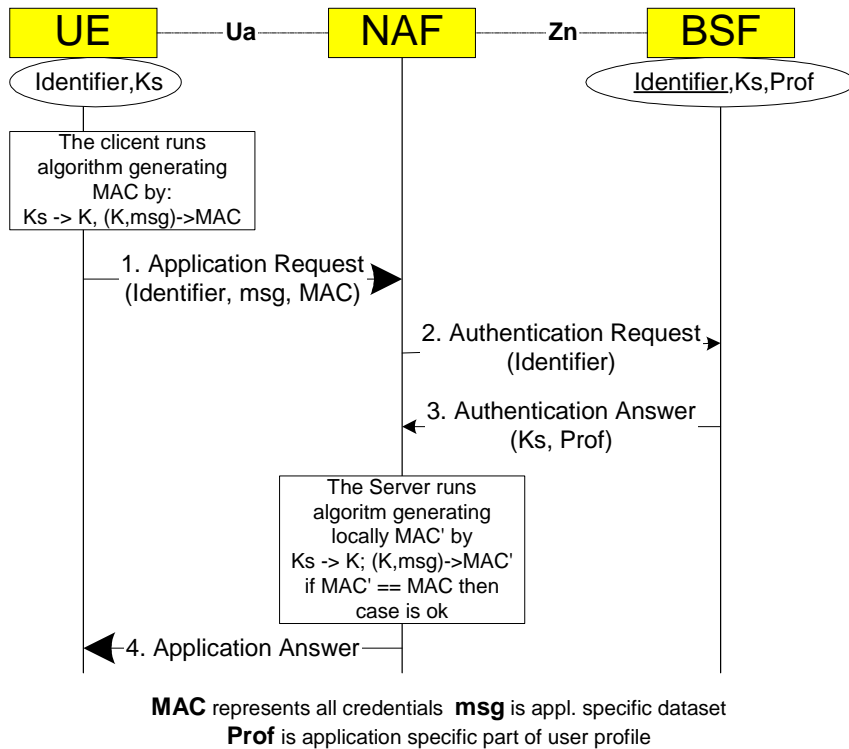 UE Ua NAF Zn BSF
Identifier,Ks
Identifier,Ks,Prof
The clicent runs
algorithm generating
MAC by:
Ks -> K, (K,msg)->MAC
1. Application Request
(Identifier, msg, MAC)
2. Authentication Request
(Identifier)
3. Authentication Answer
(Ks, Prof)
The Server runs
algoritm generating
locally MAC' by
Ks -> K; (K,msg)->MAC'
if MAC' == MAC then
case is ok
4. Application Answer
MAC represents all credentials msg is appl. specific dataset
Prof is application specific part of user profile